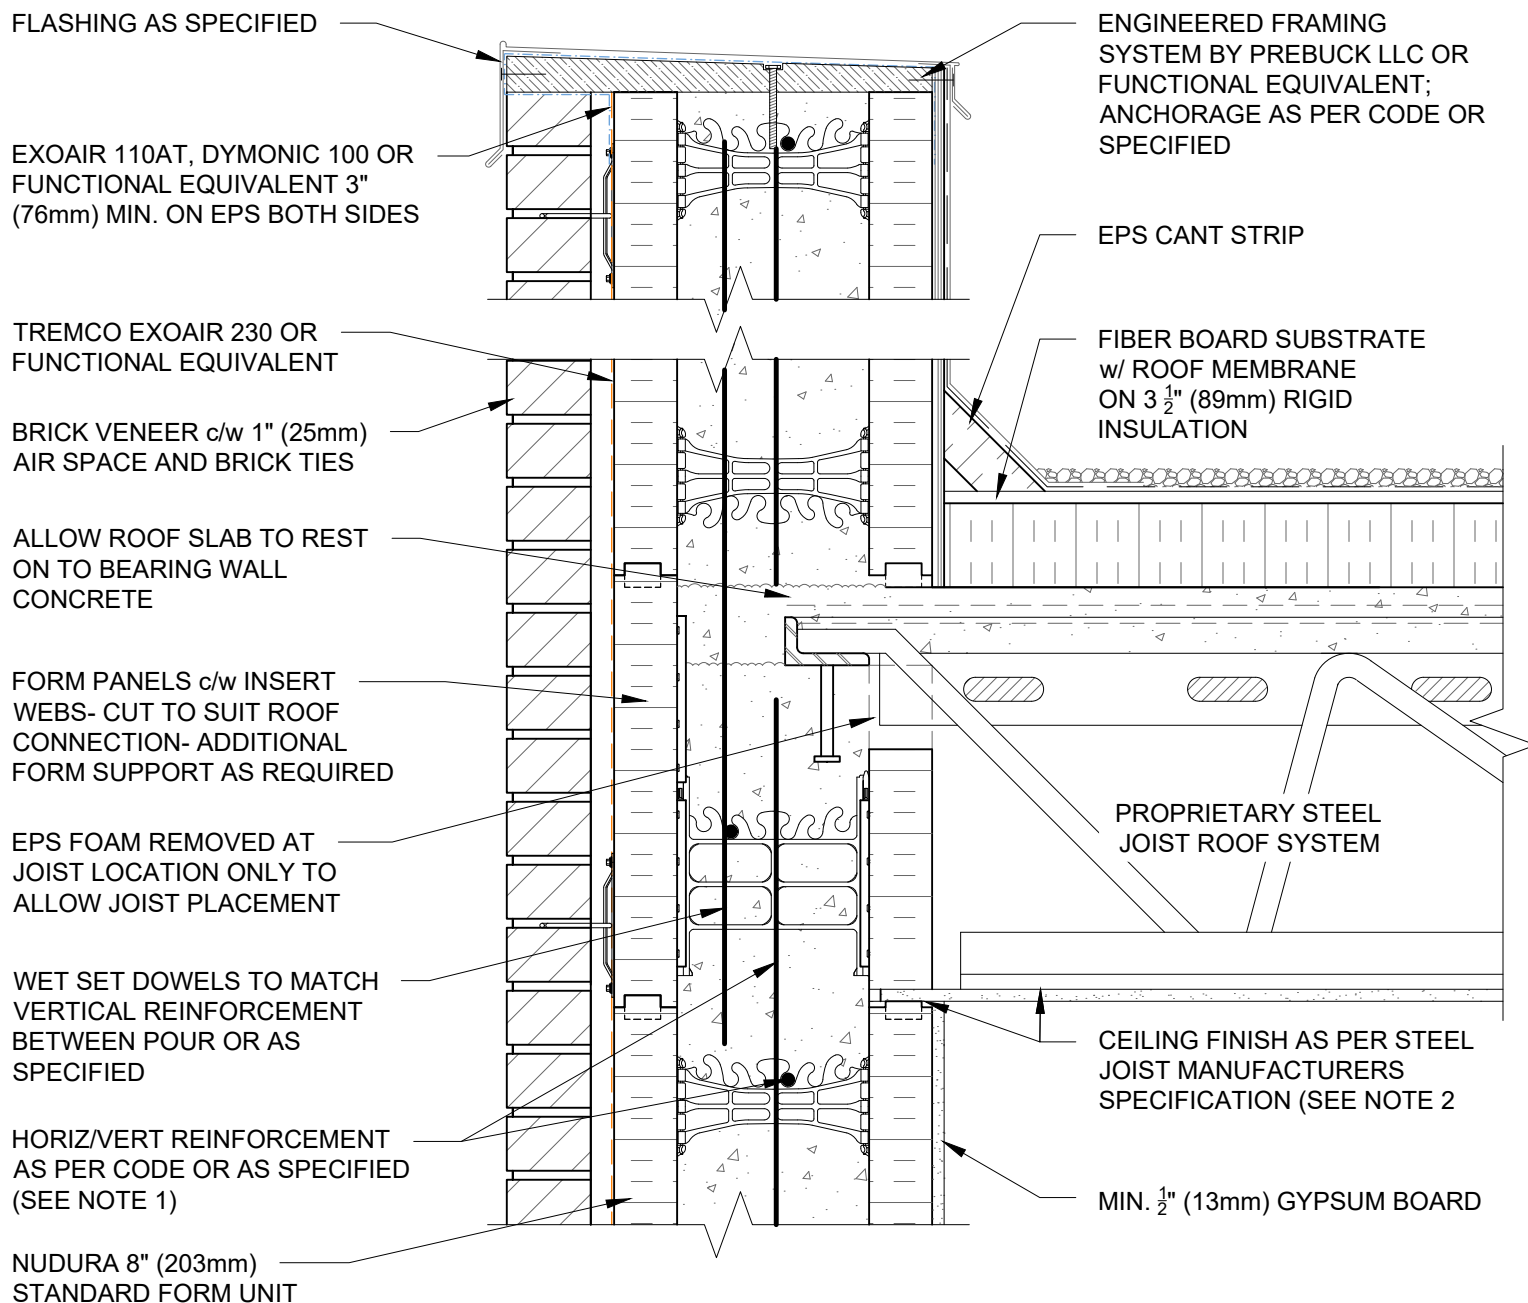 FLASHING AS SPECIFIED
EXOAIR 110AT, DYMONIC 100 OR
FUNCTIONAL EQUIVALENT 3"
(76mm) MIN. ON EPS BOTH SIDES
TREMCO EXOAIR 230 OR
FUNCTIONAL EQUIVALENT
BRICK VENEER c/w 1" (25mm)
AIR SPACE AND BRICK TIES
ALLOW ROOF SLAB TO REST
ON TO BEARING WALL
CONCRETE
FORM PANELS c/w INSERT
WEBS- CUT TO SUIT ROOF
CONNECTION- ADDITIONAL
FORM SUPPORT AS REQUIRED
EPS FOAM REMOVED AT
JOIST LOCATION ONLY TO
ALLOW JOIST PLACEMENT
WET SET DOWELS TO MATCH
VERTICAL REINFORCEMENT
BETWEEN POUR OR AS
SPECIFIED
HORIZ/VERT REINFORCEMENT
AS PER CODE OR AS SPECIFIED
(SEE NOTE 1)
NUDURA 8" (203mm)
STANDARD FORM UNIT
ENGINEERED FRAMING
SYSTEM BY PREBUCK LLC OR
FUNCTIONAL EQUIVALENT;
ANCHORAGE AS PER CODE OR
SPECIFIED
EPS CANT STRIP
FIBER BOARD SUBSTRATE
w/ ROOF MEMBRANE
ON 3 1/2" (89mm) RIGID
INSULATION
PROPRIETARY STEEL
JOIST ROOF SYSTEM
CEILING FINISH AS PER STEEL
JOIST MANUFACTURERS
SPECIFICATION (SEE NOTE 2
MIN. 1/2" (13mm) GYPSUM BOARD